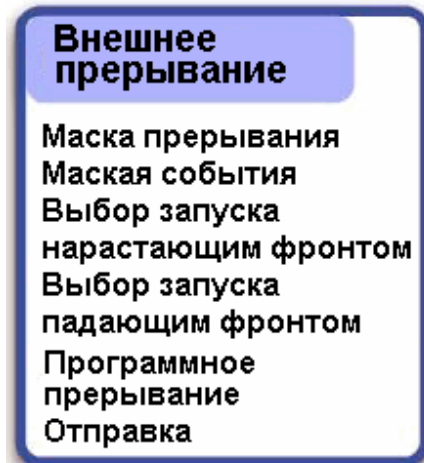 Внешнее
прерывание
Маска прерывания
Маская события
Выбор запуска
нарастающим фронтом
Выбор запуска
падающим фронтом
Программное
прерывание
Отправка